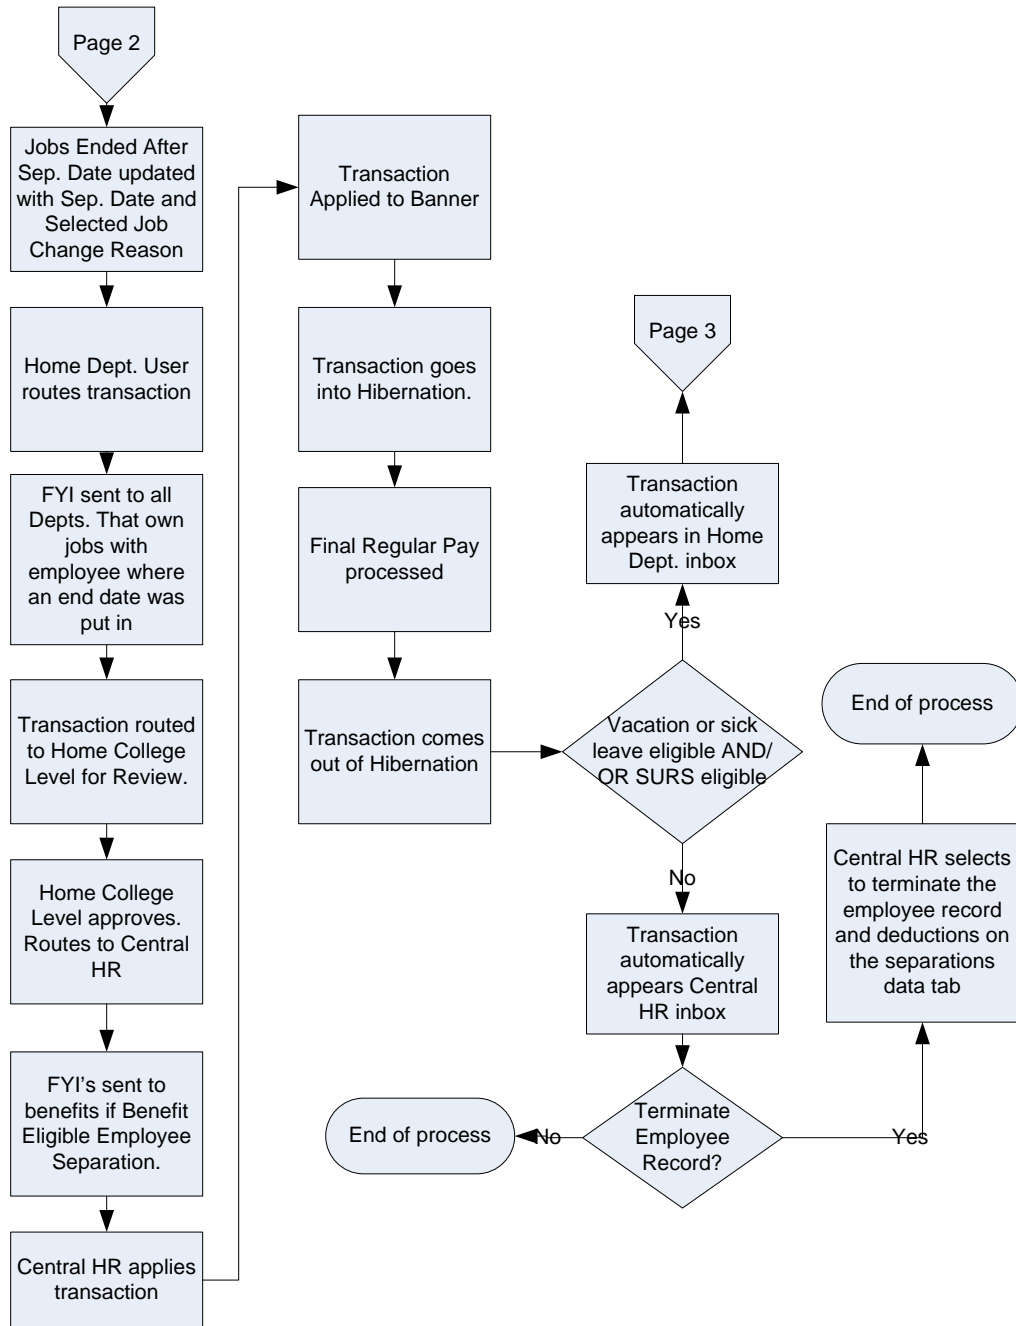 Page 2
Jobs Ended After
Sep. Date updated
with Sep. Date and
Selected Job
Change Reason
Home Dept. User
routes transaction
FYI sent to all
Depts. That own
jobs with
employee where
an end date was
put in
Transaction routed
to Home College
Level for Review.
Home College
Level approves.
Routes to Central
HR
FYI's sent to
benefits if Benefit
Eligible Employee
Separation.
Central HR applies
transaction
Transaction
Applied to Banner
Transaction goes
into Hibernation.
Final Regular Pay
processed
Transaction comes
out of Hibernation
Vacation or sick
leave eligible AND/
OR SURS eligible
Yes
Transaction
automatically
appears in Home
Dept. inbox
Page 3
No
Transaction
automatically
appears Central
HR inbox
Terminate
Employee
Record?
No
End of process
Yes
Central HR selects
to terminate the
employee record
and deductions on
the separations
data tab
End of process